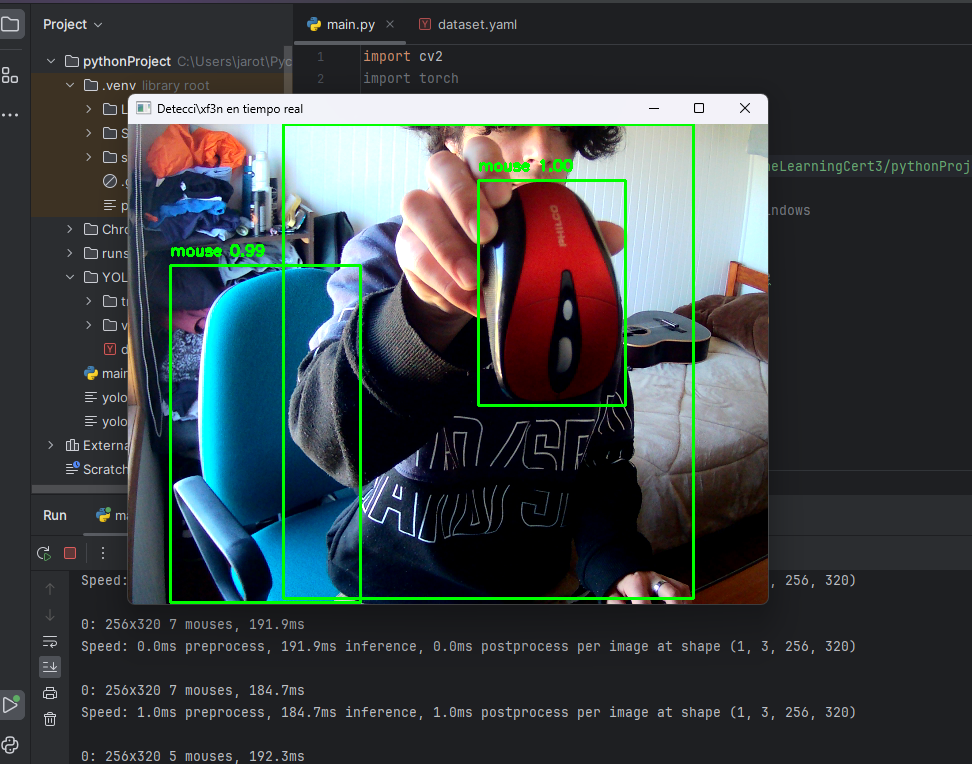 Project
main.py
dataset.yaml
pythonProject C:\Users\jarot\Pyc
1 import cv2
.venv library root
2 import torch
Detecci\xf3n en tiempo real
mouse 1.00
PHILCO
eLearningCert3/pythonProj
indows
Chro
mouse 0.99
runs
YOL
main
yolo
yolo
Externa
Scratch
Run
ma
Speed:
, 256, 320)
0: 256x320 7 mouses, 191.9ms
Speed: 0.0ms preprocess, 191.9ms inference, 0.0ms postprocess per image at shape (1, 3, 256, 320)
0: 256x320 7 mouses, 184.7ms
Speed: 1.0ms preprocess, 184.7ms inference, 1.0ms postprocess per image at shape (1, 3, 256, 320)
0: 256x320 5 mouses, 192.3ms